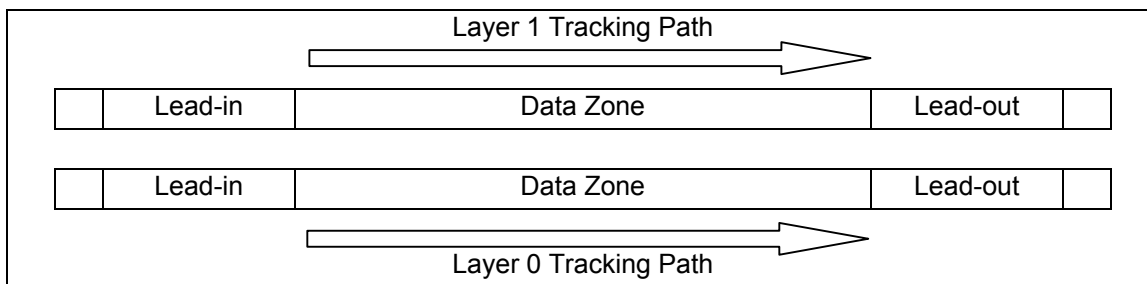 Layer 1 Tracking Path
Lead-in Data Zone Lead-out
Lead-in Data Zone Lead-out
Layer 0 Tracking Path